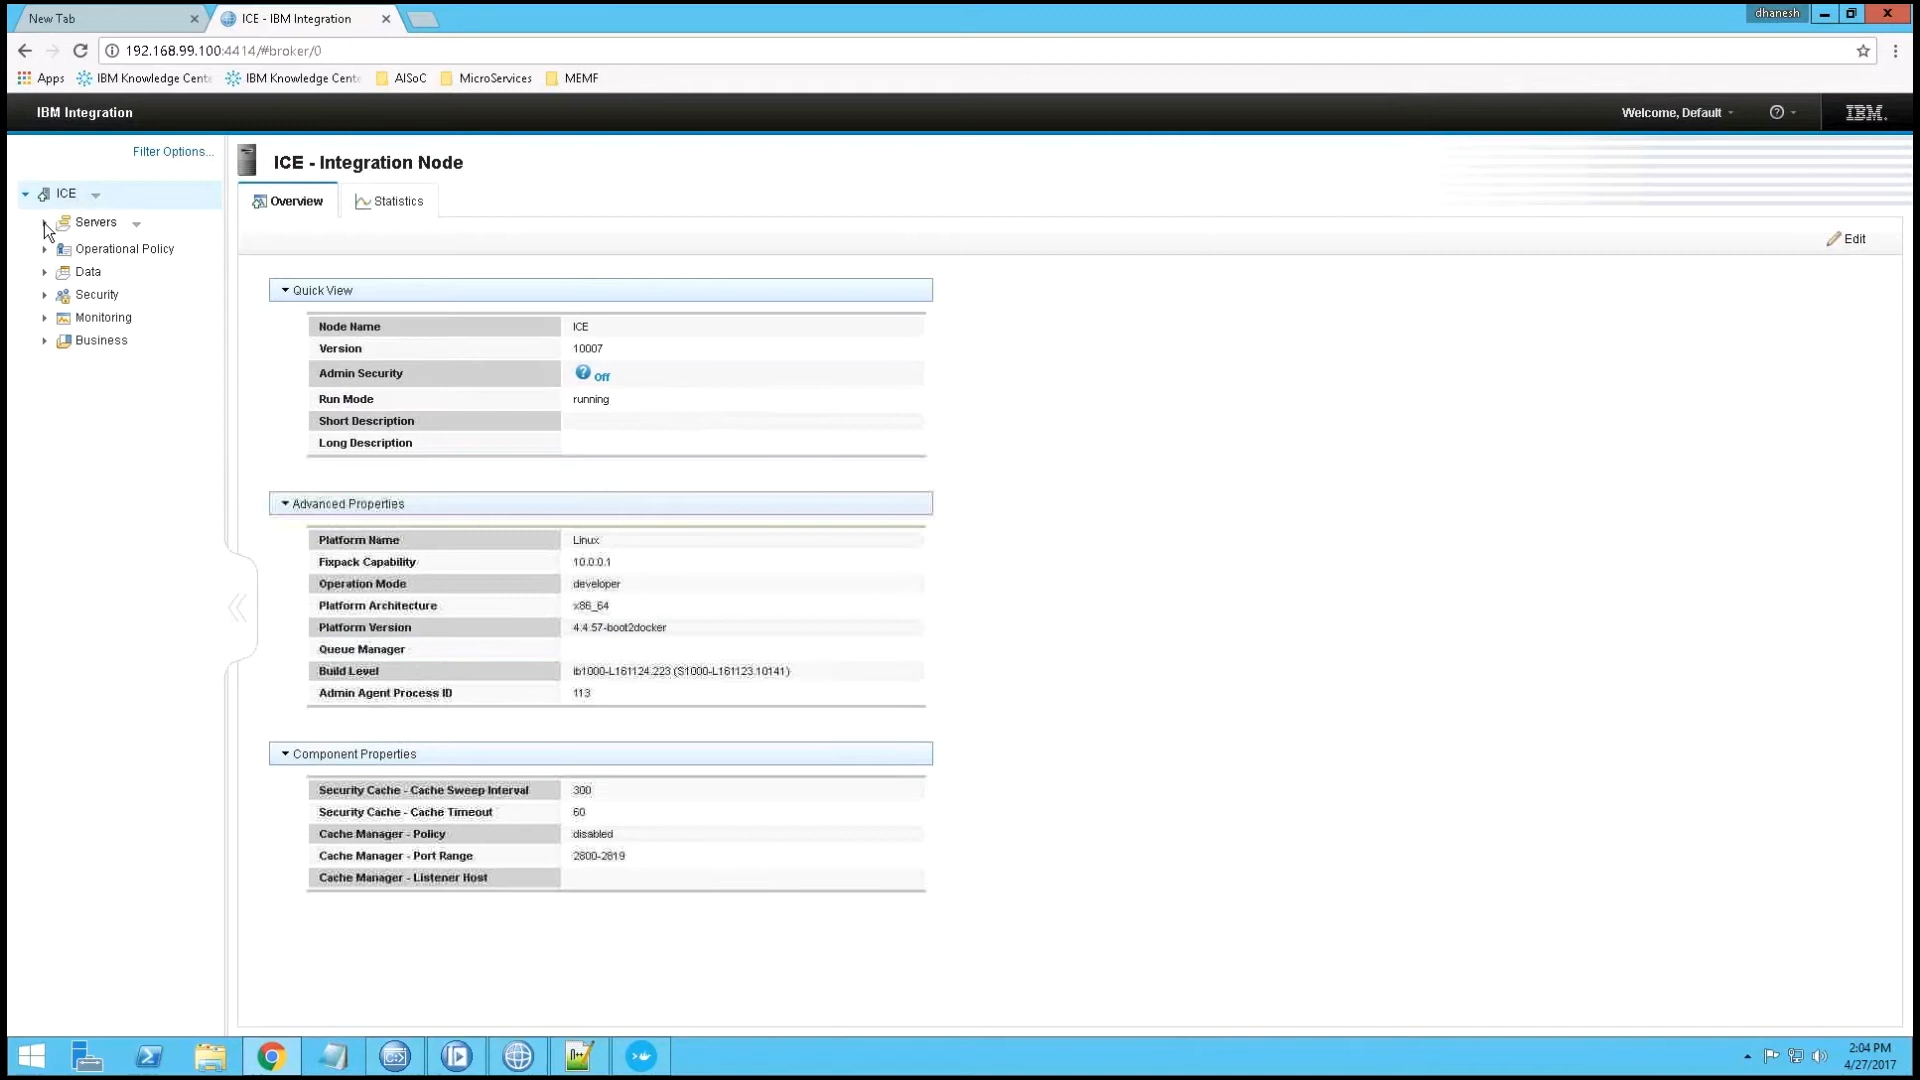 New Tab
ICE - IBM Integration
dhanesh
192.168.99.100:4414/#broker/0
Apps
IBM Knowledge Cent
IBM Knowledge Cent
AISoC
MicroServices
MEMF
IBM Integration
Welcome, Default
IBM
Filter Options...
ICE
Servers
Operational Policy
Data
Security
Monitoring
Business
ICE - Integration Node
Overview
Statistics
Edit
Quick View
Node Name ICE
Version 10007
Admin Security Off
Run Mode running
Short Description
Long Description
Advanced Properties
Platform Name Linux
Fixpack Capability 10.0.0.1
Operation Mode developer
Platform Architecture x86_64
Platform Version 4.4.57-boot2docker
Queue Manager
Build Level ib1000-L161124.223 (S1000-L161123.10141)
Admin Agent Process ID 113
Component Properties
Security Cache - Cache Sweep Interval 300
Security Cache - Cache Timeout 60
Cache Manager - Policy disabled
Cache Manager - Port Range 2800-2819
Cache Manager - Listener Host
2:04 PM
4/27/2017